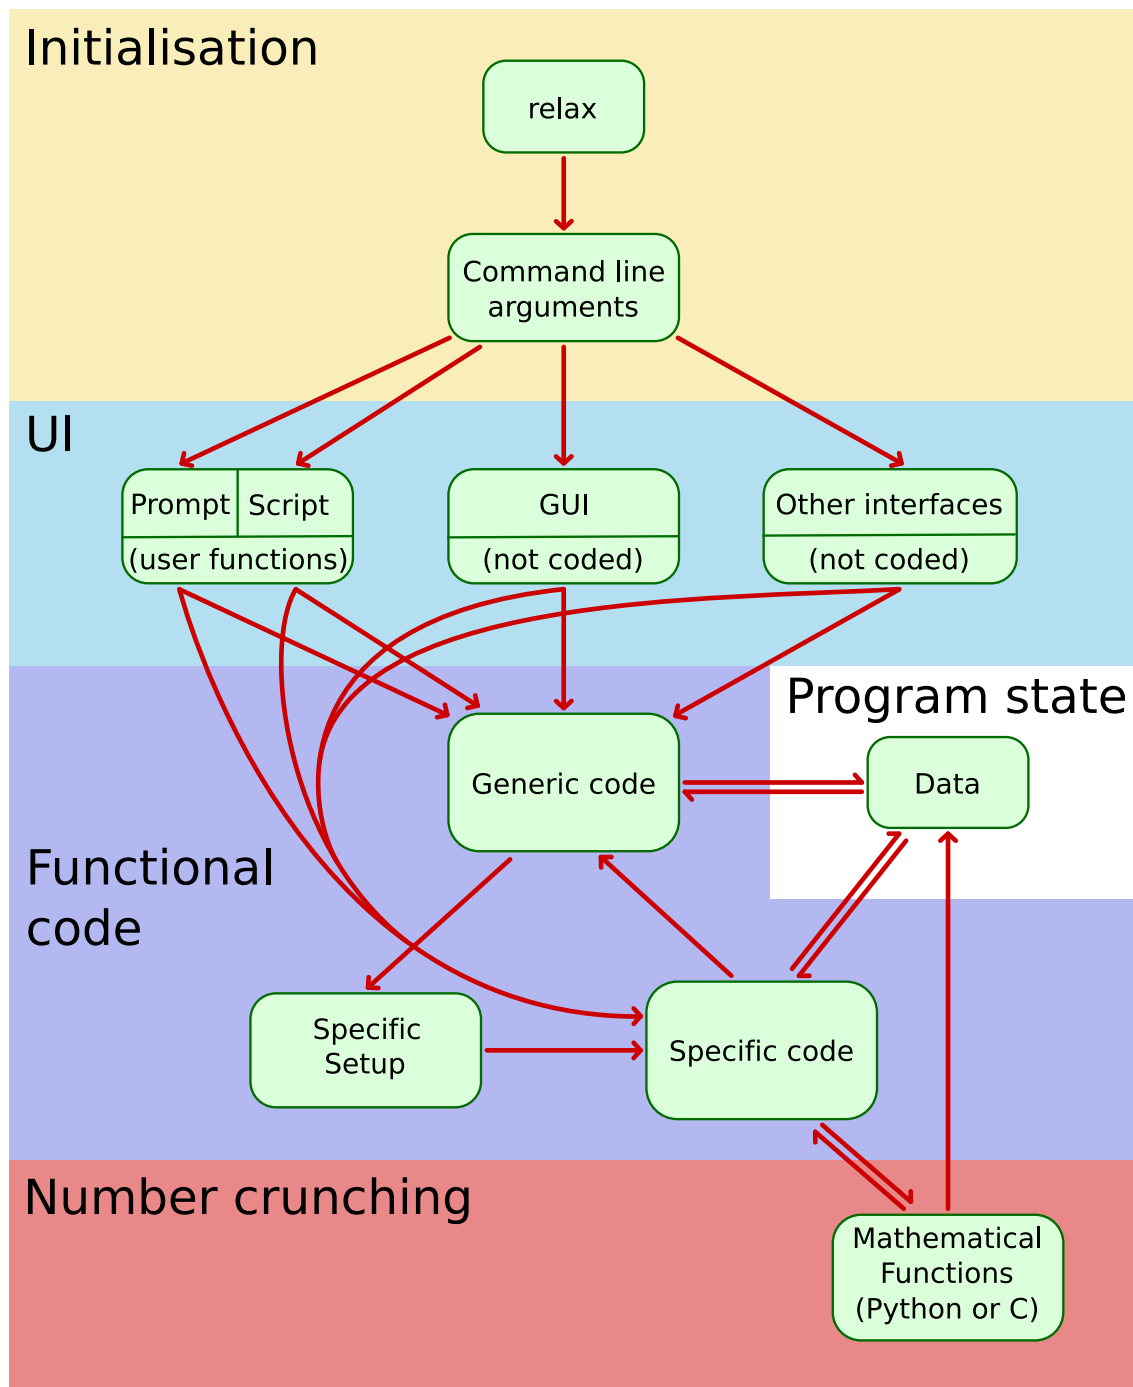 Initialisation
relax
Command line
arguments
UI
Prompt
Script
(user functions)
GUI
(not coded)
Other interfaces
(not coded)
Program state
Generic code
Data
Functional
code
Specific
Setup
Specific code
Number crunching
Mathematical
Functions
(Python or C)